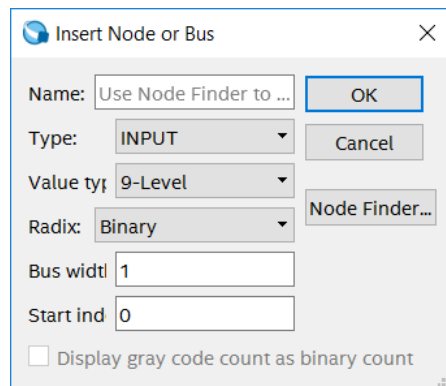 Insert Node or Bus
Name: Use Node Finder to ... OK
Type: INPUT Cancel
Value typ 9-Level
Node Finder...
Radix: Binary
Bus widtl 1
Start ind 0
Display gray code count as binary count